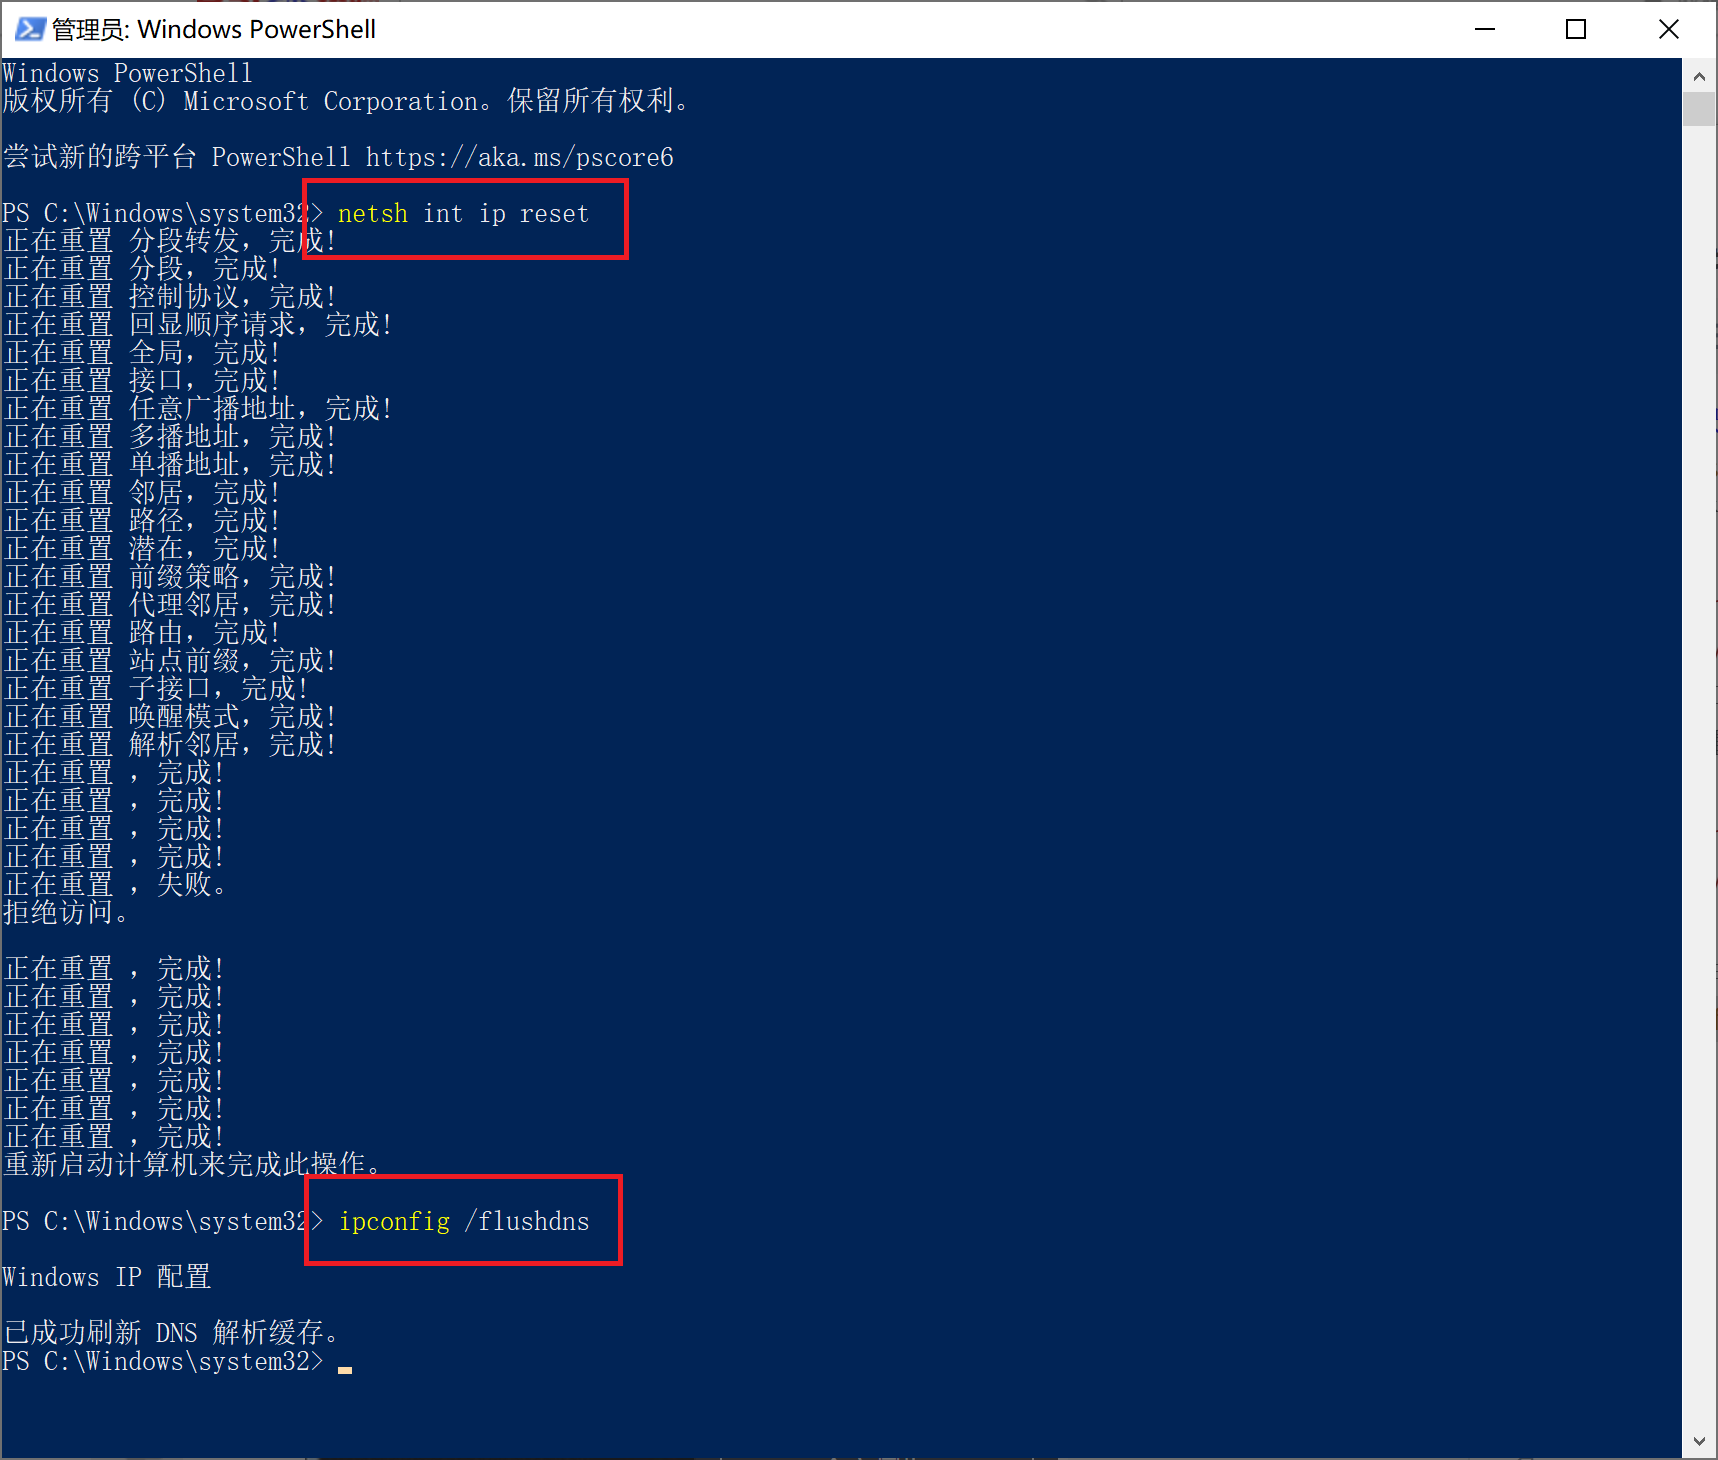 管理员: Windows PowerShell
Windows PowerShell
版权所有 (C) Microsoft Corporation。保留所有权利。
尝试新的跨平台 PowerShell https://aka.ms/pscore6
PS C:\Windows\system32> netsh int ip reset
正在重置 分段转发，完成!
正在重置 分段，完成!
正在重置 控制协议，完成!
正在重置 回显顺序请求，完成!
正在重置 全局，完成!
正在重置 接口，完成!
正在重置 任意广播地址，完成!
正在重置 多播地址，完成!
正在重置 单播地址，完成!
正在重置 邻居，完成!
正在重置 路径，完成!
正在重置 潜在，完成!
正在重置 前缀策略，完成!
正在重置 代理邻居，完成!
正在重置 路由，完成!
正在重置 站点前缀，完成!
正在重置 子接口，完成!
正在重置 唤醒模式，完成!
正在重置 解析邻居，完成!
正在重置 ，完成!
正在重置 ，完成!
正在重置 ，完成!
正在重置 ，完成!
正在重置 ，失败。
拒绝访问。
正在重置 ，完成!
正在重置 ，完成!
正在重置 ，完成!
正在重置 ，完成!
正在重置 ，完成!
正在重置 ，完成!
正在重置 ，完成!
重新启动计算机来完成此操作。
PS C:\Windows\system32> ipconfig /flushdns
Windows IP 配置
已成功刷新 DNS 解析缓存。
PS C:\Windows\system32>